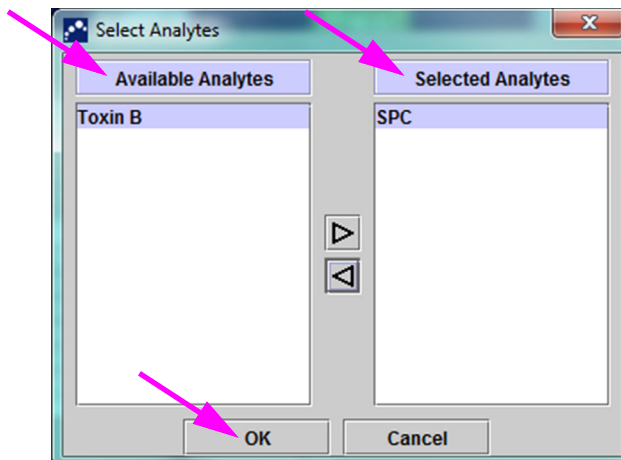 Select Analytes
Available Analytes
Selected Analytes
Toxin B
SPC
OK
Cancel